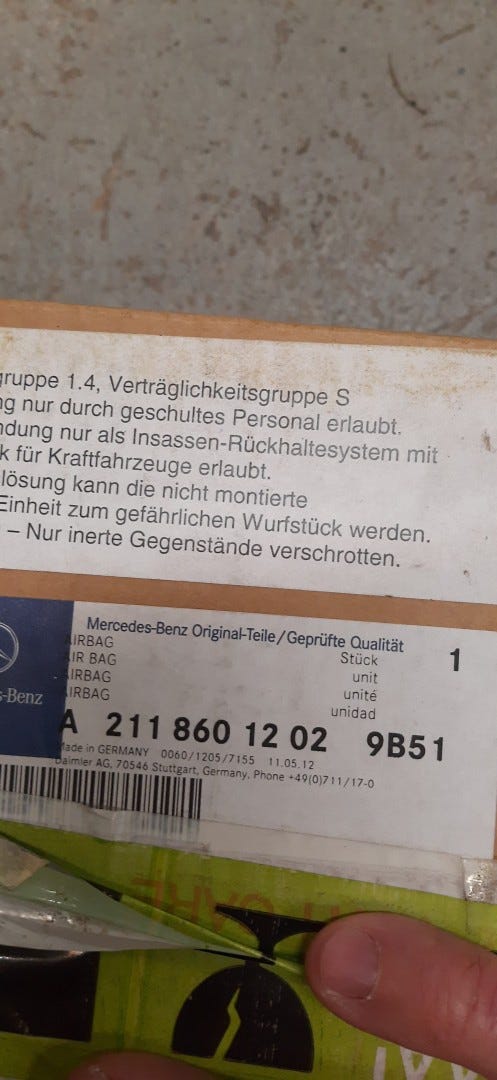 gruppe 1.4, Verträglichkeitsgruppe S
ng nur durch geschultes Personal erlaubt.
ndung nur als Insassen-Rückhaltesystem mit
k für Kraftfahrzeuge erlaubt.
lösung kann die nicht montierte
Einheit zum gefährlichen Wurfstück werden.
– Nur inerte Gegenstände verschrotten.
Mercedes-Benz Original-Teile/Geprüfte Qualität
AIRBAG Stück 1
AIR BAG unit
AIRBAG unité
AIRBAG unidad
s-Benz
A 211 860 12 02 9B51
Made in GERMANY 0060/1205/7155 11.05.12
Daimler AG, 70546 Stuttgart, Germany, Phone +49(0)711/17-0